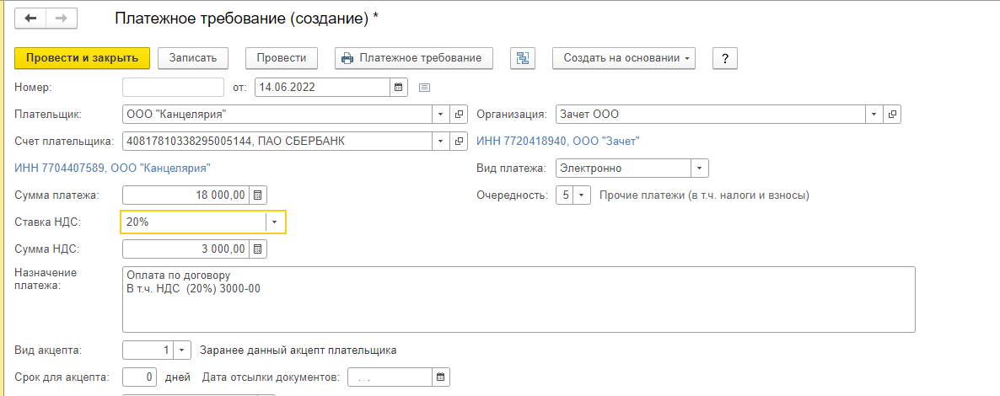 Платежное требование (создание) *
Провести и закрыть Записать Провести Платежное требование Создать на основании ?
Номер: от: 14.06.2022
Плательщик: ООО "Канцелярия" Организация: Зачет ООО
Счет плательщика: 40817810338295005144, ПАО СБЕРБАНК ИНН 7720418940, ООО "Зачет"
ИНН 7704407589, ООО "Канцелярия" Вид платежа: Электронно
Сумма платежа: 18 000,00 Очередность: 5 Прочие платежи (в т.ч. налоги и взносы)
Ставка НДС: 20%
Сумма НДС: 3 000,00
Назначение платежа: Оплата по договору
В т.ч. НДС (20%) 3000-00
Вид акцепта: 1 Заранее данный акцепт плательщика
Срок для акцепта: 0 дней Дата отсылки документов: . .